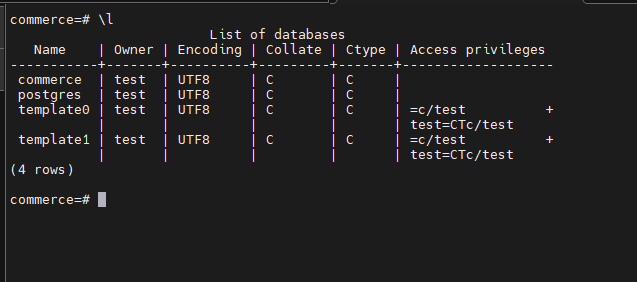 commerce=# \l
                         List of databases
   Name    | Owner | Encoding | Collate | Ctype | Access privileges
-----------+-------+----------+---------+-------+-------------------
 commerce  | test  | UTF8     | C       | C     |
 postgres  | test  | UTF8     | C       | C     |
 template0 | test  | UTF8     | C       | C     | =c/test          +
           |       |          |         |       | test=CTc/test
 template1 | test  | UTF8     | C       | C     | =c/test          +
           |       |          |         |       | test=CTc/test
(4 rows)
commerce=#